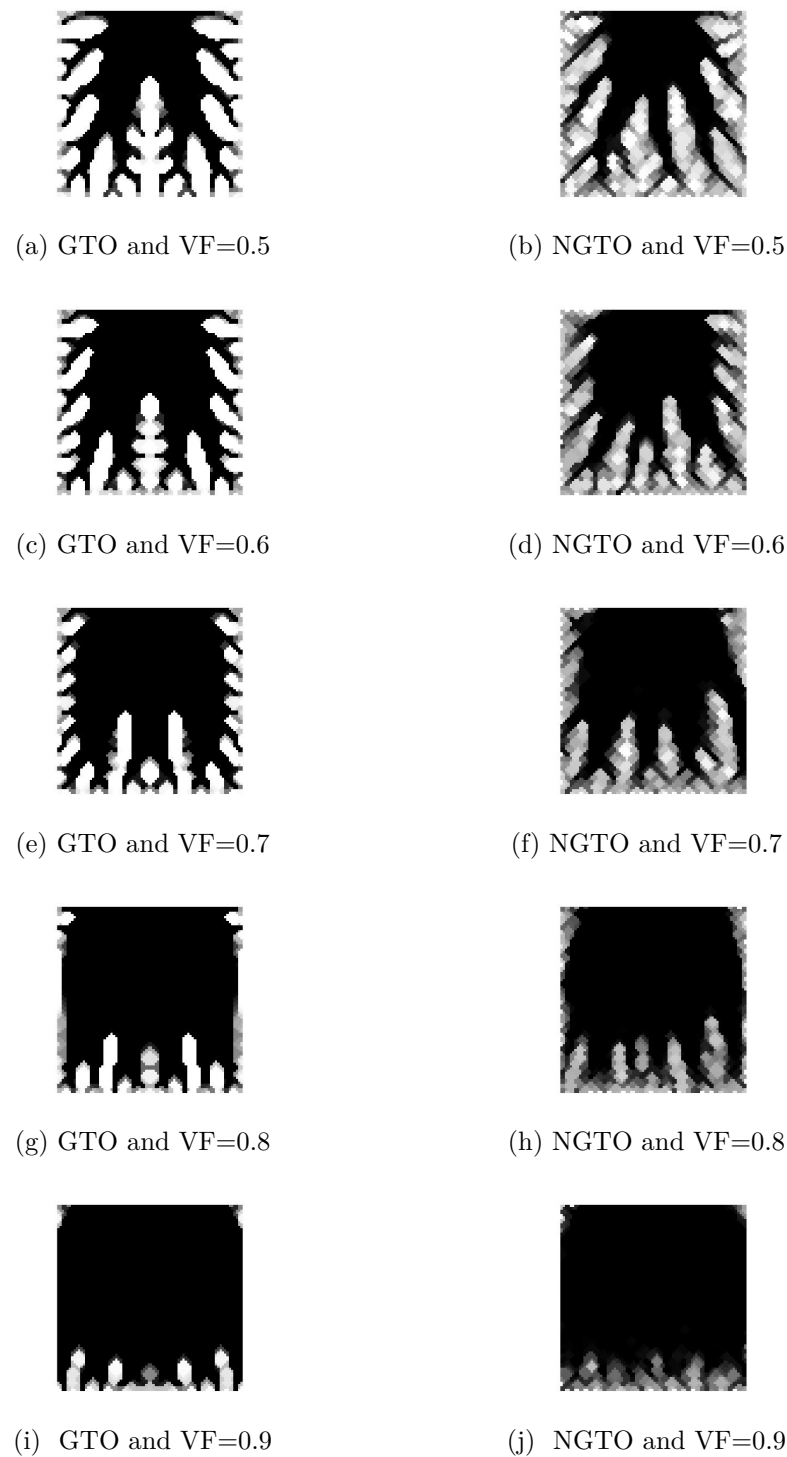 (a) GTO and VF=0.5
(b) NGTO and VF=0.5
(c) GTO and VF=0.6
(d) NGTO and VF=0.6
(e) GTO and VF=0.7
(f) NGTO and VF=0.7
(g) GTO and VF=0.8
(h) NGTO and VF=0.8
(i) GTO and VF=0.9
(j) NGTO and VF=0.9